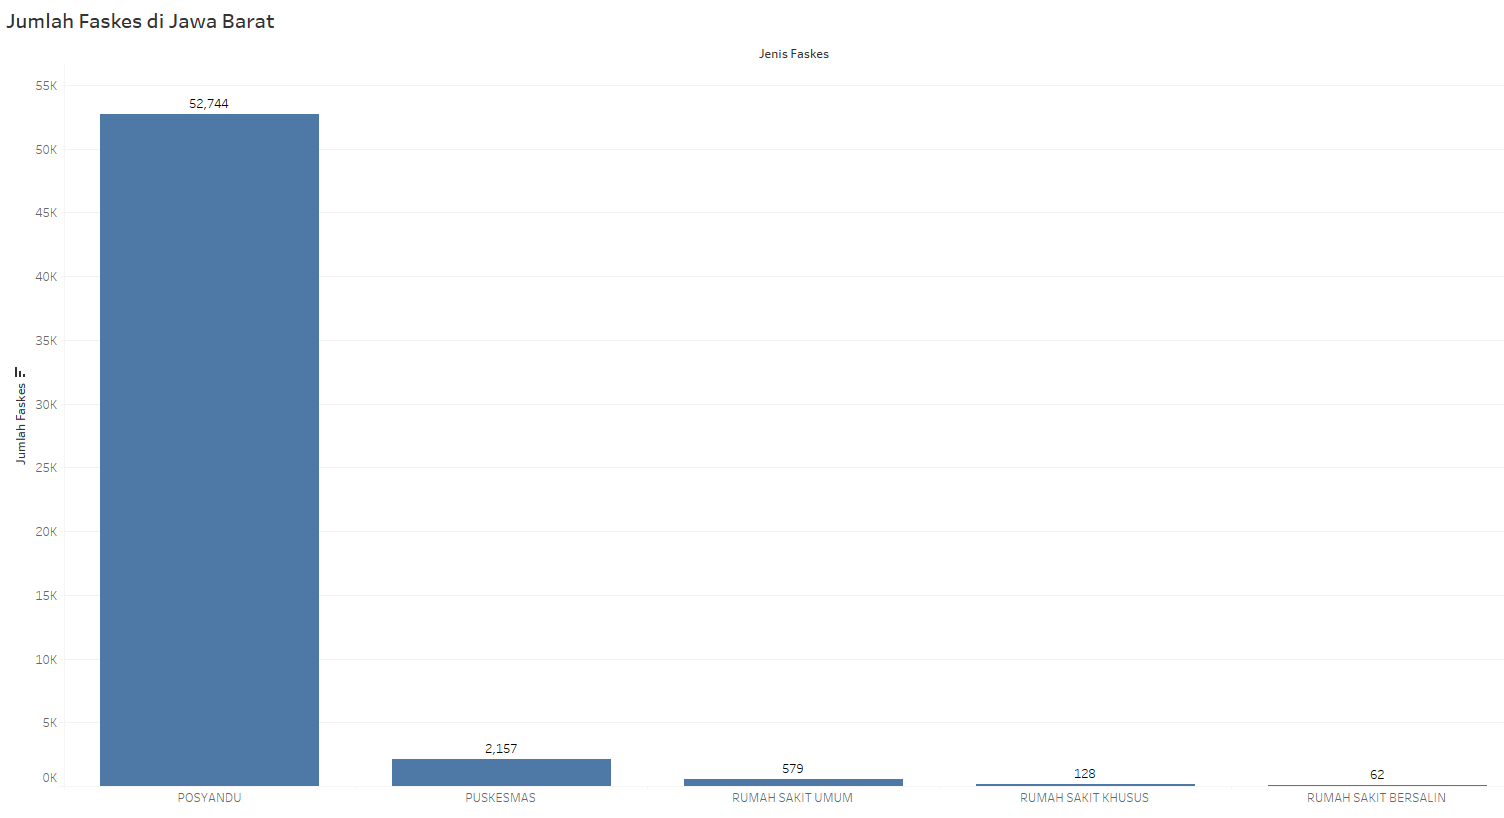 Jumlah Faskes di Jawa Barat
Jenis Faskes
55K
50K
45K
40K
35K
30K
25K
20K
15K
10K
5K
0K
Jumlah Faskes
52,744
2,157
579
128
62
POSYANDU
PUSKESMAS
RUMAH SAKIT UMUM
RUMAH SAKIT KHUSUS
RUMAH SAKIT BERSALIN